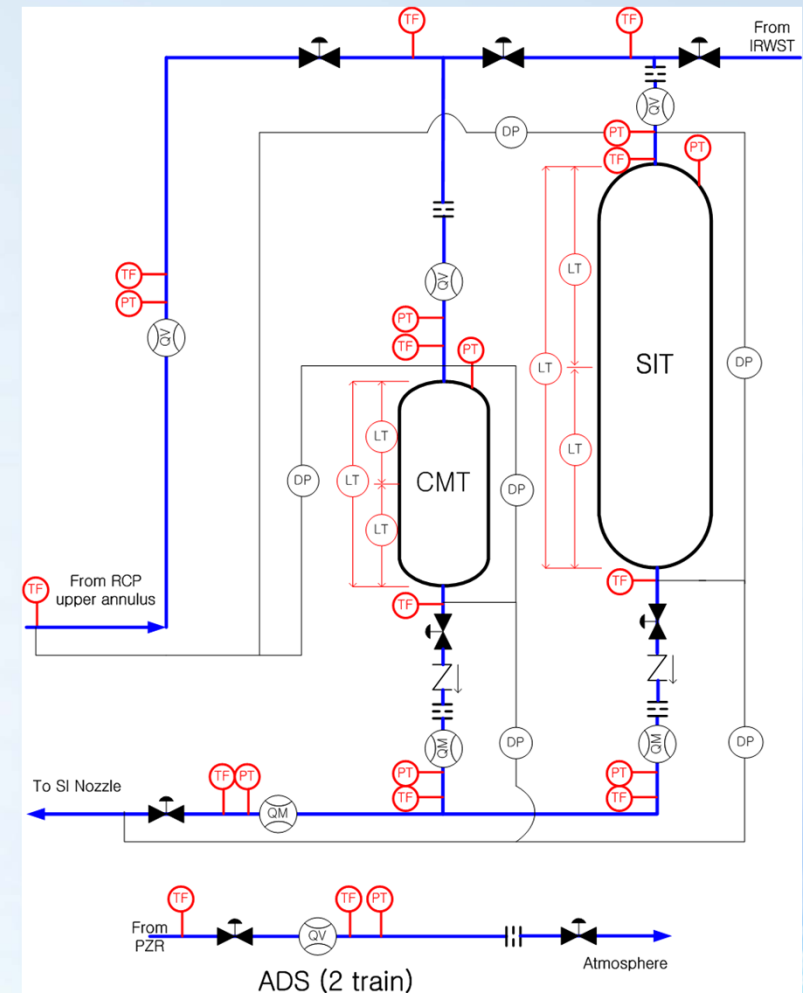 TF
TF
From
IRWST
QV
DP
PT
TF
PT
TF
PT
QV
QV
LT
PT
TF
PT
LT
SIT
DP
LT
LT
DP
LT
CMT
DP
LT
TF
From RCP
upper annulus
TF
TF
QM
DP
QM
DP
PT
TF
PT
TF
To SI Nozzle
TF
PT
QM
TF
TF
PT
From
PZR
QV
Atmosphere
ADS (2 train)